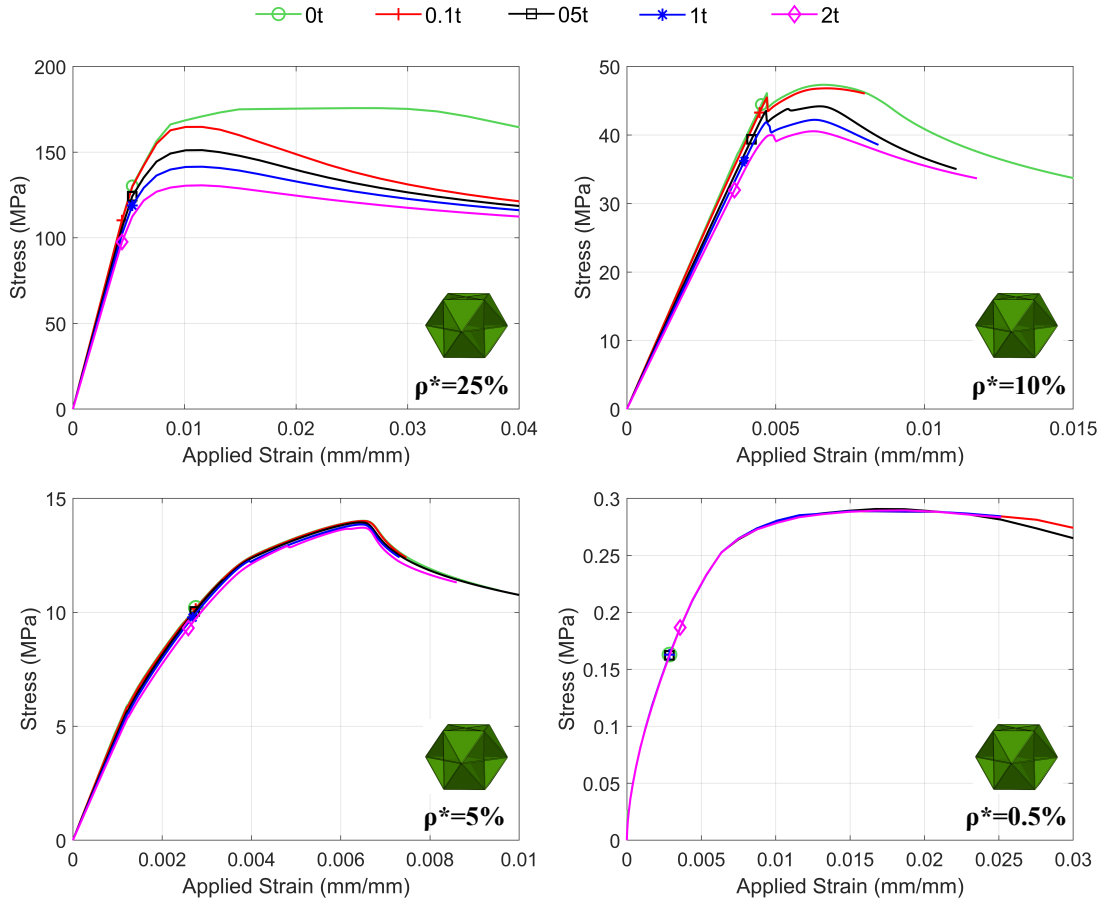 0t 0.1t 05t 1t 2t
200
150
100
50
0
0 0.01 0.02 0.03 0.04
Stress (MPa)
Applied Strain (mm/mm)
ρ*=25%
50
40
30
20
10
0
0 0.005 0.01 0.015
Stress (MPa)
Applied Strain (mm/mm)
ρ*=10%
15
10
5
0
0 0.002 0.004 0.006 0.008 0.01
Stress (MPa)
Applied Strain (mm/mm)
ρ*=5%
0.3
0.25
0.2
0.15
0.1
0.05
0
0 0.005 0.01 0.015 0.02 0.025 0.03
Stress (MPa)
Applied Strain (mm/mm)
ρ*=0.5%